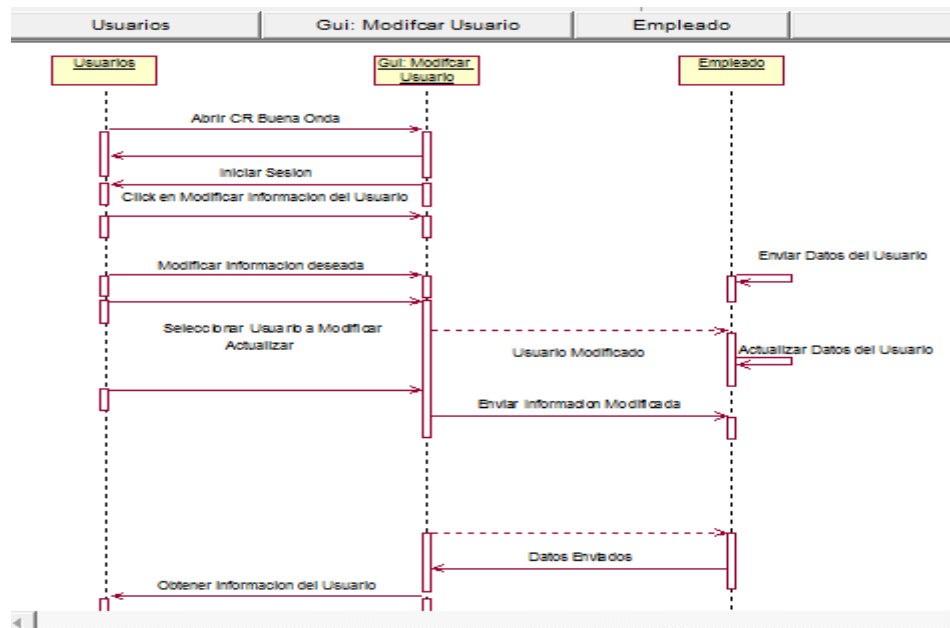 Usuarios
Gui: Modifcar Usuario
Empleado
Usuarios
Gui: Modifcar
Usuario
Empleado
Abrir CR Buena Onda
Iniciar Sesion
Click en Modificar Informacion del Usuario
Enviar Datos del Usuario
Modificar Informacion deseada
Seleccionar Usuario a Modificar
Actualizar
Usuario Modificado
Actualizar Datos del Usuario
Enviar Informacion Modificada
Datos Enviados
Obtener Informacion del Usuario